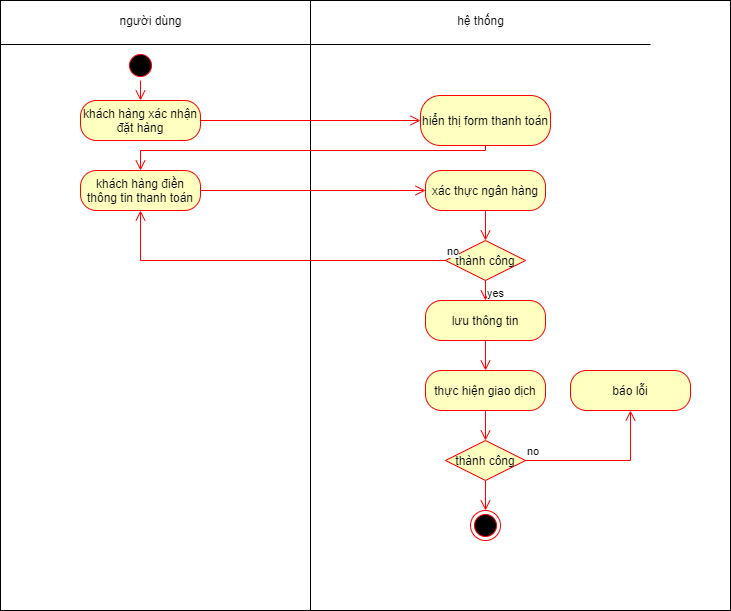 người dùng
hệ thống
khách hàng xác nhận
đặt hàng
hiển thị form thanh toán
khách hàng điền
thông tin thanh toán
xác thực ngân hàng
no
thành công
yes
lưu thông tin
thực hiện giao dịch
báo lỗi
thành công
no